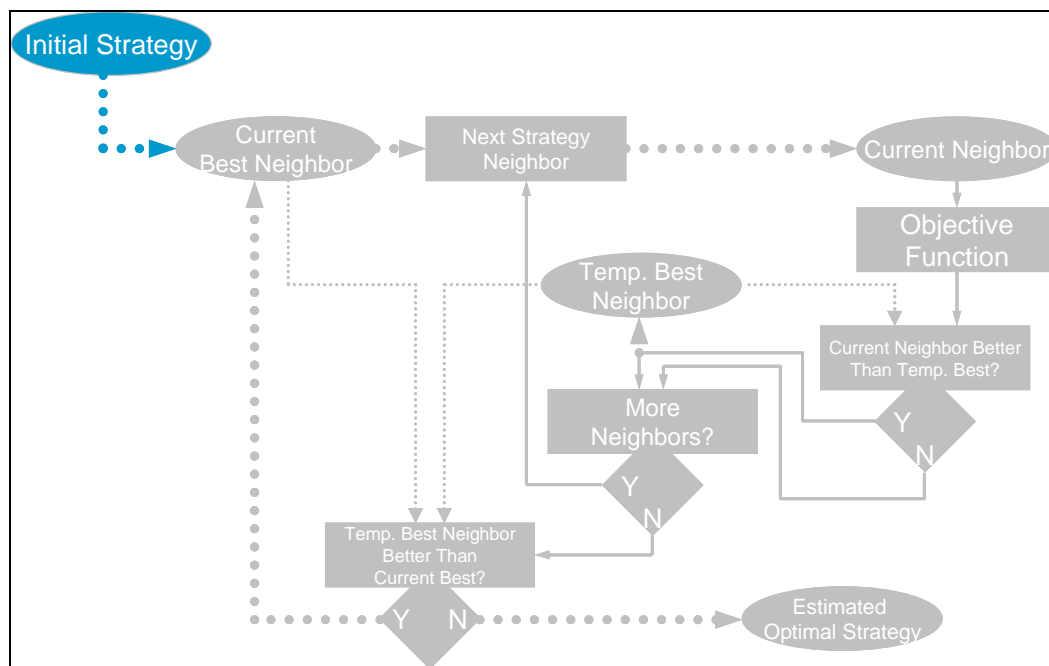 Initial Strategy
Current
Best Neighbor
Next Strategy
Neighbor
Current Neighbor
Objective
Function
Temp. Best
Neighbor
Current Neighbor Better
Than Temp. Best?
Y
N
More
Neighbors?
Y
N
Temp. Best Neighbor
Better Than
Current Best?
Y N
Estimated
Optimal Strategy